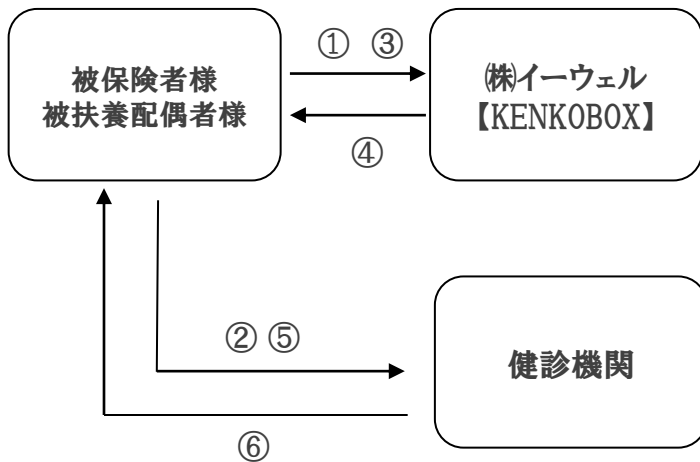 ① ③
被保険者様
被扶養配偶者様
㈱イーウェル
【KENKOBOX】
④
② ⑤
健診機関
⑥